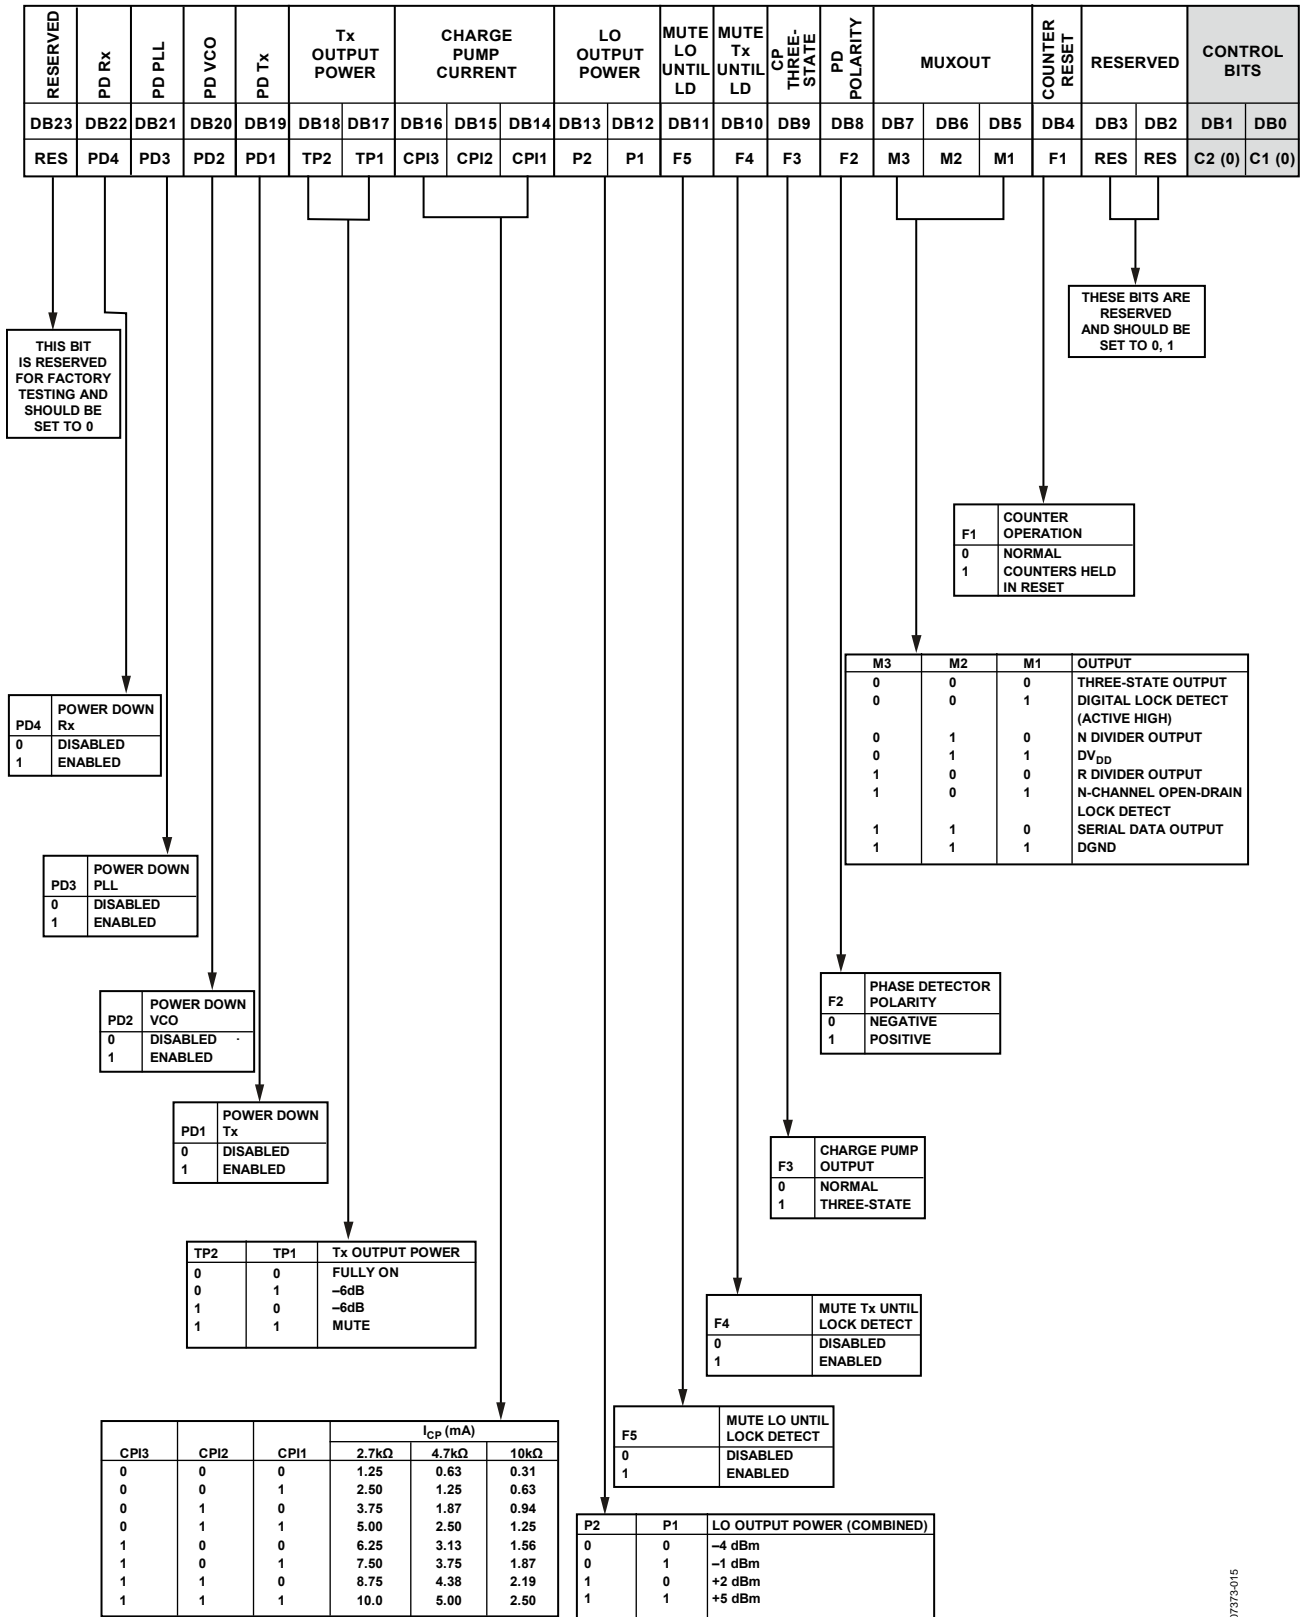 RESERVED
PD Rx
PD PLL
PD VCO
PD Tx
Tx
OUTPUT
POWER
CHARGE
PUMP
CURRENT
LO
OUTPUT
POWER
MUTE
LO
UNTIL
LD
MUTE
Tx
UNTIL
LD
CP
THREE-
STATE
PD
POLARITY
MUXOUT
COUNTER
RESET
RESERVED
CONTROL
BITS
DB23 DB22 DB21 DB20 DB19 DB18 DB17 DB16 DB15 DB14 DB13 DB12 DB11 DB10 DB9 DB8 DB7 DB6 DB5 DB4 DB3 DB2 DB1 DB0
RES PD4 PD3 PD2 PD1 TP2 TP1 CPI3 CPI2 CPI1 P2 P1 F5 F4 F3 F2 M3 M2 M1 F1 RES RES C2 (0) C1 (0)
THESE BITS ARE
RESERVED
AND SHOULD BE
SET TO 0, 1
THIS BIT
IS RESERVED
FOR FACTORY
TESTING AND
SHOULD BE
SET TO 0
COUNTER
F1 OPERATION
0 NORMAL
1 COUNTERS HELD
IN RESET
M3 M2 M1 OUTPUT
0 0 0 THREE-STATE OUTPUT
0 0 1 DIGITAL LOCK DETECT
(ACTIVE HIGH)
0 1 0 N DIVIDER OUTPUT
0 1 1 DVDD
1 0 0 R DIVIDER OUTPUT
1 0 1 N-CHANNEL OPEN-DRAIN
LOCK DETECT
1 1 0 SERIAL DATA OUTPUT
1 1 1 DGND
POWER DOWN
PD4 Rx
0 DISABLED
1 ENABLED
POWER DOWN
PD3 PLL
0 DISABLED
1 ENABLED
PHASE DETECTOR
F2 POLARITY
0 NEGATIVE
1 POSITIVE
POWER DOWN
PD2 VCO
0 DISABLED
1 ENABLED
POWER DOWN
PD1 Tx
0 DISABLED
1 ENABLED
CHARGE PUMP
F3 OUTPUT
0 NORMAL
1 THREE-STATE
TP2 TP1 Tx OUTPUT POWER
0 0 FULLY ON
0 1 –6dB
1 0 –6dB
1 1 MUTE
MUTE Tx UNTIL
F4 LOCK DETECT
0 DISABLED
1 ENABLED
MUTE LO UNTIL
F5 LOCK DETECT
0 DISABLED
1 ENABLED
ICP (mA)
CPI3 CPI2 CPI1 2.7kΩ 4.7kΩ 10kΩ
0 0 0 1.25 0.63 0.31
0 0 1 2.50 1.25 0.63
0 1 0 3.75 1.87 0.94
0 1 1 5.00 2.50 1.25
1 0 0 6.25 3.13 1.56
1 0 1 7.50 3.75 1.87
1 1 0 8.75 4.38 2.19
1 1 1 10.0 5.00 2.50
P2 P1 LO OUTPUT POWER (COMBINED)
0 0 –4 dBm
0 1 –1 dBm
1 0 +2 dBm
1 1 +5 dBm
07373-015